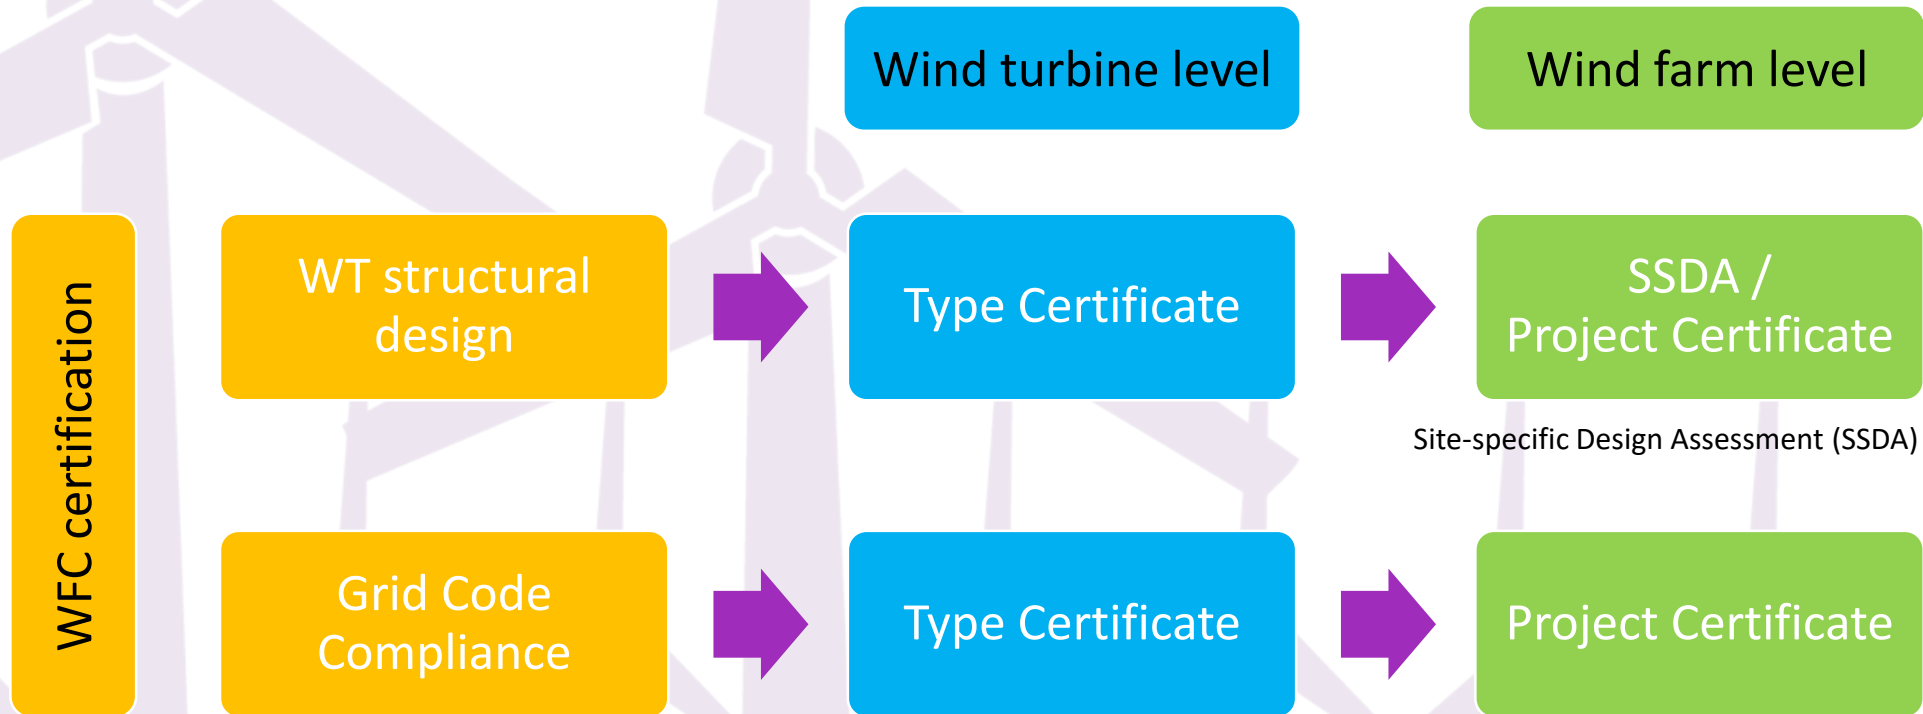 Wind turbine level
Wind farm level
WFC certification
WT structural
design
Type Certificate
SSDA /
Project Certificate
Site-specific Design Assessment (SSDA)
Grid Code
Compliance
Type Certificate
Project Certificate